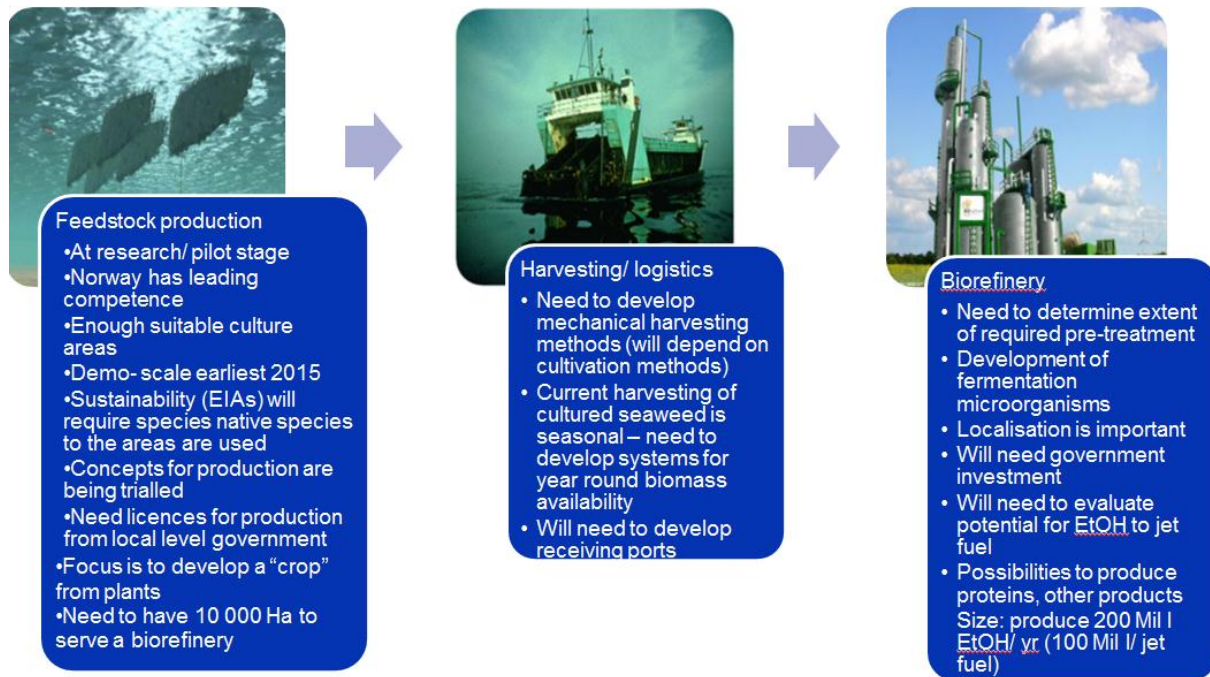 Feedstock production
•At research/ pilot stage
•Norway has leading
competence
•Enough suitable culture
areas
•Demo- scale earliest 2015
•Sustainability (EIAs) will
require species native species
to the areas are used
•Concepts for production are
being trialled
•Need licences for production
from local level government
•Focus is to develop a “crop”
from plants
•Need to have 10 000 Ha to
serve a biorefinery
Harvesting/ logistics
• Need to develop
mechanical harvesting
methods (will depend on
cultivation methods)
• Current harvesting of
cultured seaweed is
seasonal – need to
develop systems for
year round biomass
availability
• Will need to develop
receiving ports
Biorefinery
• Need to determine extent
of required pre-treatment
• Development of
fermentation
microorganisms
• Localisation is important
• Will need government
investment
• Will need to evaluate
potential for EtOH to jet
fuel
• Possibilities to produce
proteins, other products
Size: produce 200 Mil l
EtOH/ yr (100 Mil l/ jet
fuel)